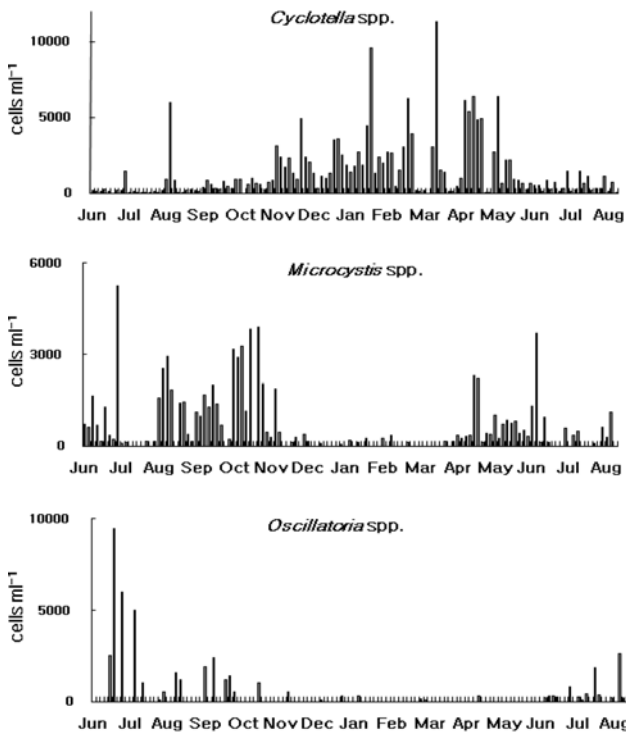 Cyclotella spp.
10000
cells ml⁻¹
5000
0
Jun Jul Aug Sep Oct Nov Dec Jan Feb Mar Apr May Jun Jul Aug
6000
Microcystis spp.
cells ml⁻¹
3000
0
Jun Jul Aug Sep Oct Nov Dec Jan Feb Mar Apr May Jun Jul Aug
10000
Oscillatoria spp.
cells ml⁻¹
5000
0
Jun Jul Aug Sep Oct Nov Dec Jan Feb Mar Apr May Jun Jul Aug